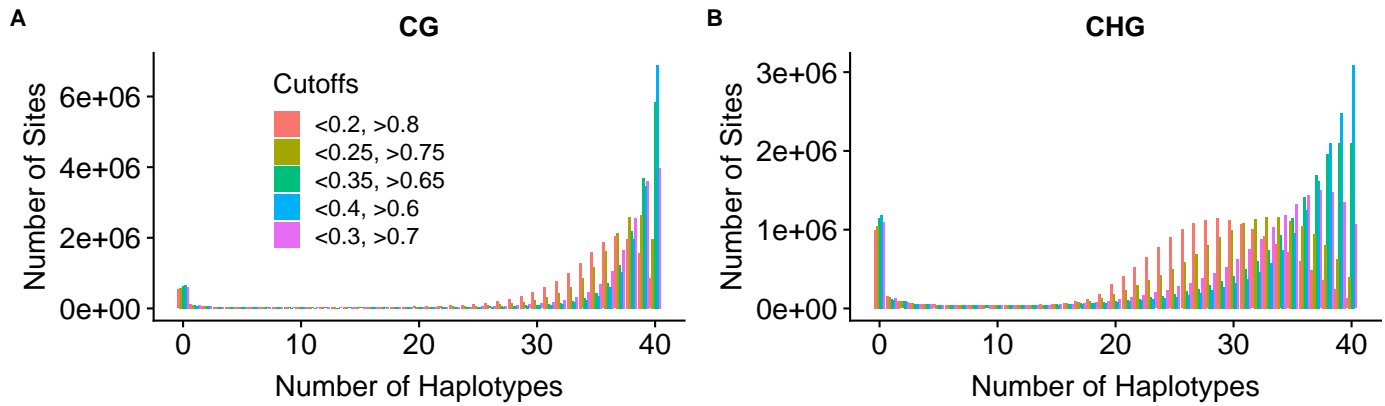 A
CG
Number of Sites
6e+06
4e+06
2e+06
0e+00
Cutoffs
<0.2, >0.8
<0.25, >0.75
<0.35, >0.65
<0.4, >0.6
<0.3, >0.7
0 10 20 30 40
Number of Haplotypes
B
CHG
Number of Sites
3e+06
2e+06
1e+06
0e+00
0 10 20 30 40
Number of Haplotypes